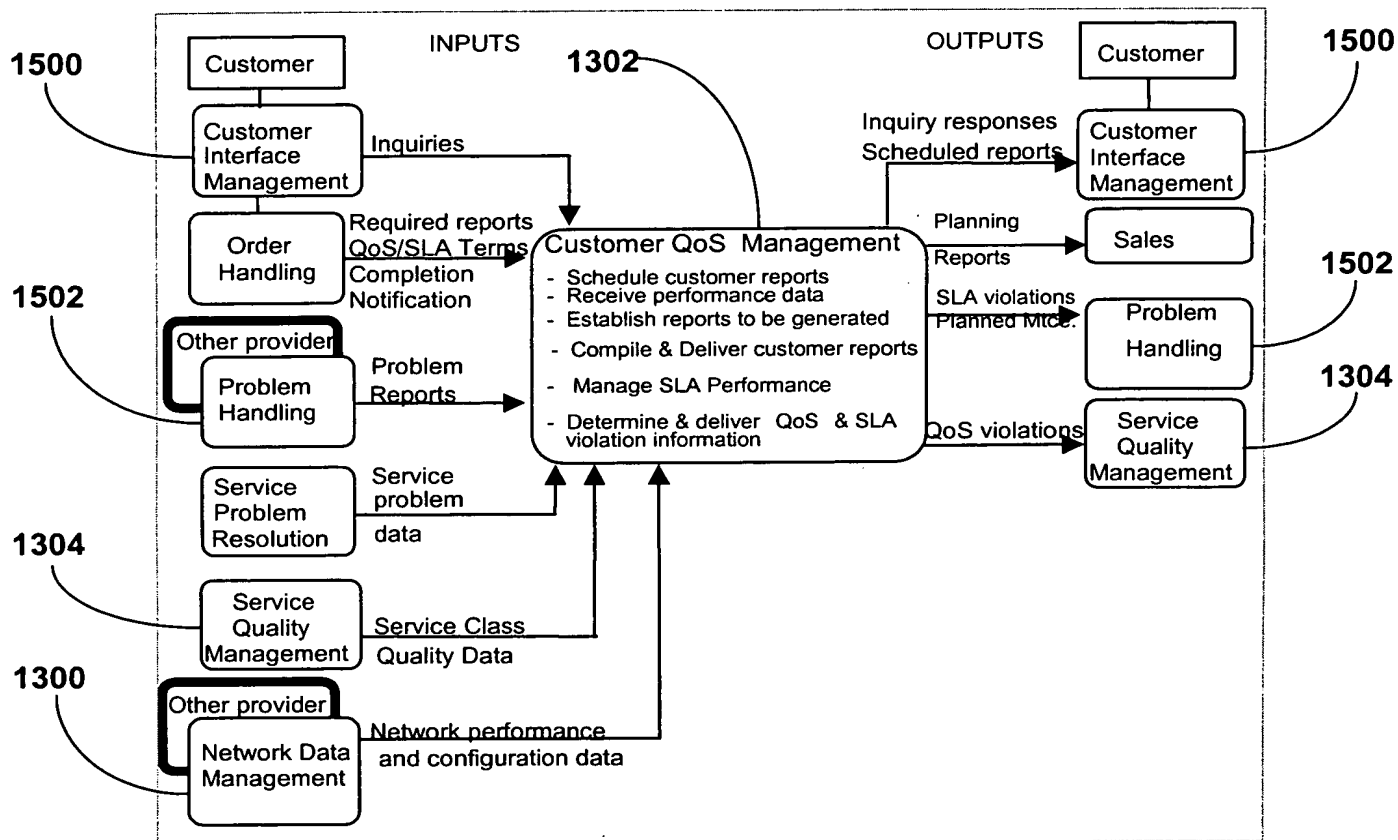 INPUTS
OUTPUTS
1500
1302
1500
Customer
Customer
Customer
Interface
Management
Inquiries
Inquiry responses
Scheduled reports
Customer
Interface
Management
Order
Handling
Required reports
QoS/SLA Terms
Completion
Notification
Planning
Reports
Sales
1502
1502
Customer QoS Management
- Schedule customer reports
- Receive performance data
- Establish reports to be generated
- Compile & Deliver customer reports
- Manage SLA Performance
- Determine & deliver QoS & SLA
violation information
SLA violations
Planned Mtce.
Problem
Handling
Other provider
Problem
Handling
Problem
Reports
1304
QoS violations
Service
Quality
Management
Service
Problem
Resolution
Service
problem
data
1304
Service
Quality
Management
Service Class
Quality Data
1300
Other provider
Network Data
Management
Network performance
and configuration data